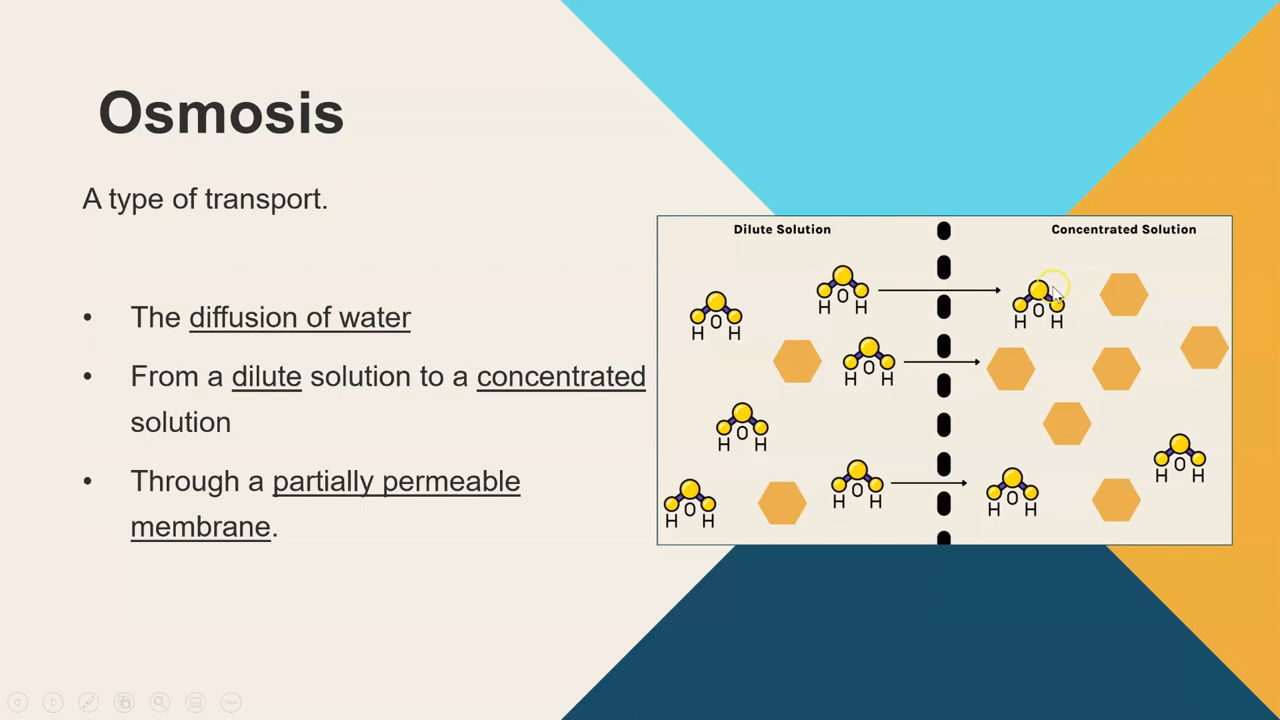 Osmosis
A type of transport.
• The diffusion of water
• From a dilute solution to a concentrated
solution
• Through a partially permeable
membrane.
Dilute Solution
Concentrated Solution
H O H
H O H
H O H
H O H
H O H
H O H
H O H
H O H
H O H